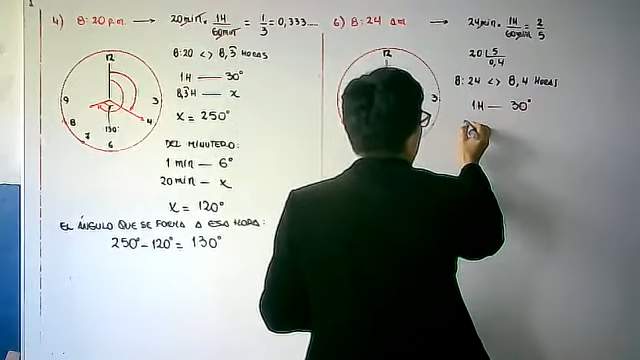 4) 8:20 p.m. → 20min. 1H/60min = 1/3 = 0,333...
8:20 <> 8,3 HORAS
1H — 30°
8,3H — x
x = 250°
DEL MINUTERO:
1 min — 6°
20 min — x
x = 120°
EL ÁNGULO QUE SE FORMA A ESA HORA:
250° - 120° = 130°
12
9
3
8
4
7
6
130°
6) 8:24 am → 24min. 1H/60min = 2/5
20 5
0,4
8:24 <> 8,4 HORAS
1H — 30°
12
3